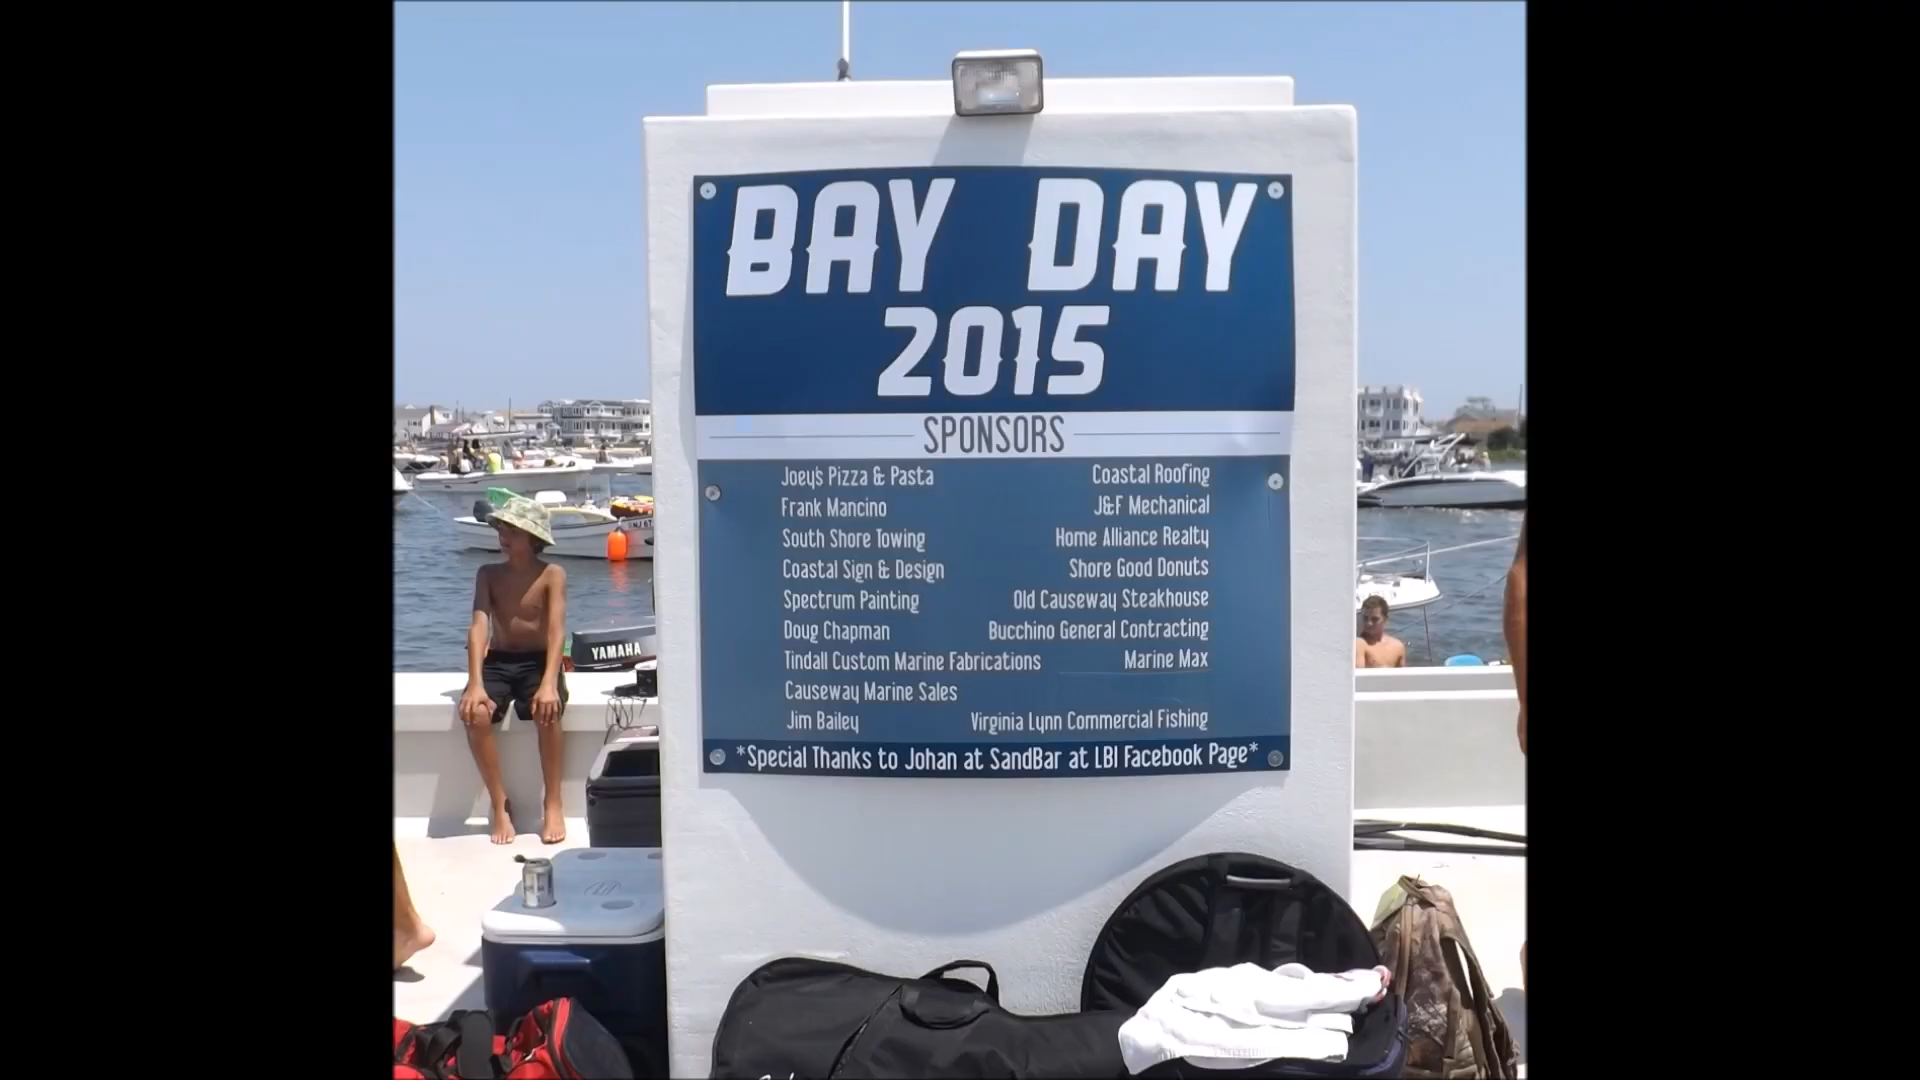 BAY DAY
2015
SPONSORS
Joey's Pizza & Pasta
Frank Mancino
South Shore Towing
Coastal Sign & Design
Spectrum Painting
Doug Chapman
Tindall Custom Marine Fabrications
Causeway Marine Sales
Jim Bailey
Coastal Roofing
J&F Mechanical
Home Alliance Realty
Shore Good Donuts
Old Causeway Steakhouse
Bucchino General Contracting
Marine Max
Virginia Lynn Commercial Fishing
*Special Thanks to Johan at SandBar at LBI Facebook Page*
YAMAHA